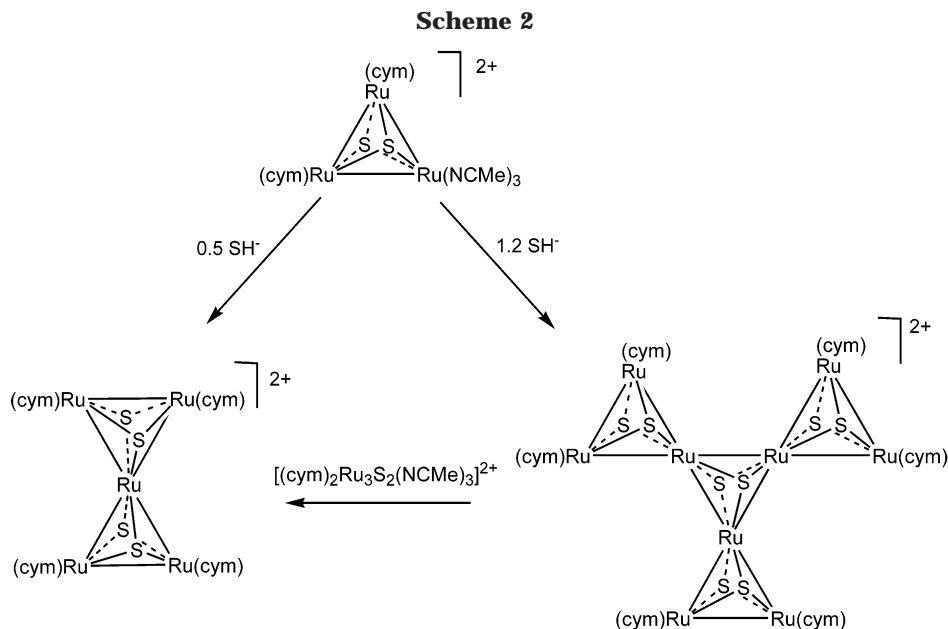 Scheme 2
(cym)
Ru
2+
S S
(cym)Ru Ru(NCMe)₃
0.5 SH⁻ 1.2 SH⁻
2+
(cym) (cym)
Ru Ru
2+
(cym)Ru Ru(cym)
S
S
S S S S
(cym)Ru Ru Ru Ru(cym)
[(cym)₂Ru₃S₂(NCMe)₃]²⁺
Ru
S S
S
S
Ru
(cym)Ru Ru(cym)
S S
(cym)Ru Ru(cym)